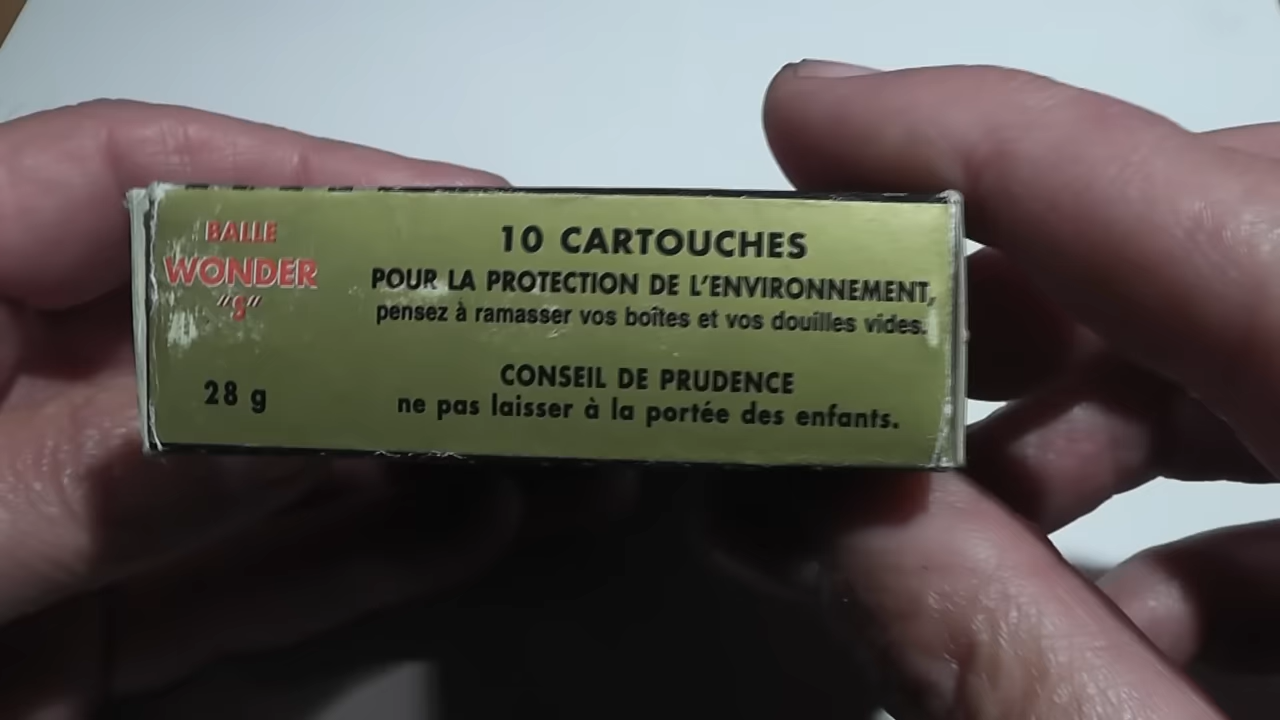 BALLE
WONDER
"S"
28 g
10 CARTOUCHES
POUR LA PROTECTION DE L'ENVIRONNEMENT,
pensez à ramasser vos boîtes et vos douilles vides.
CONSEIL DE PRUDENCE
ne pas laisser à la portée des enfants.